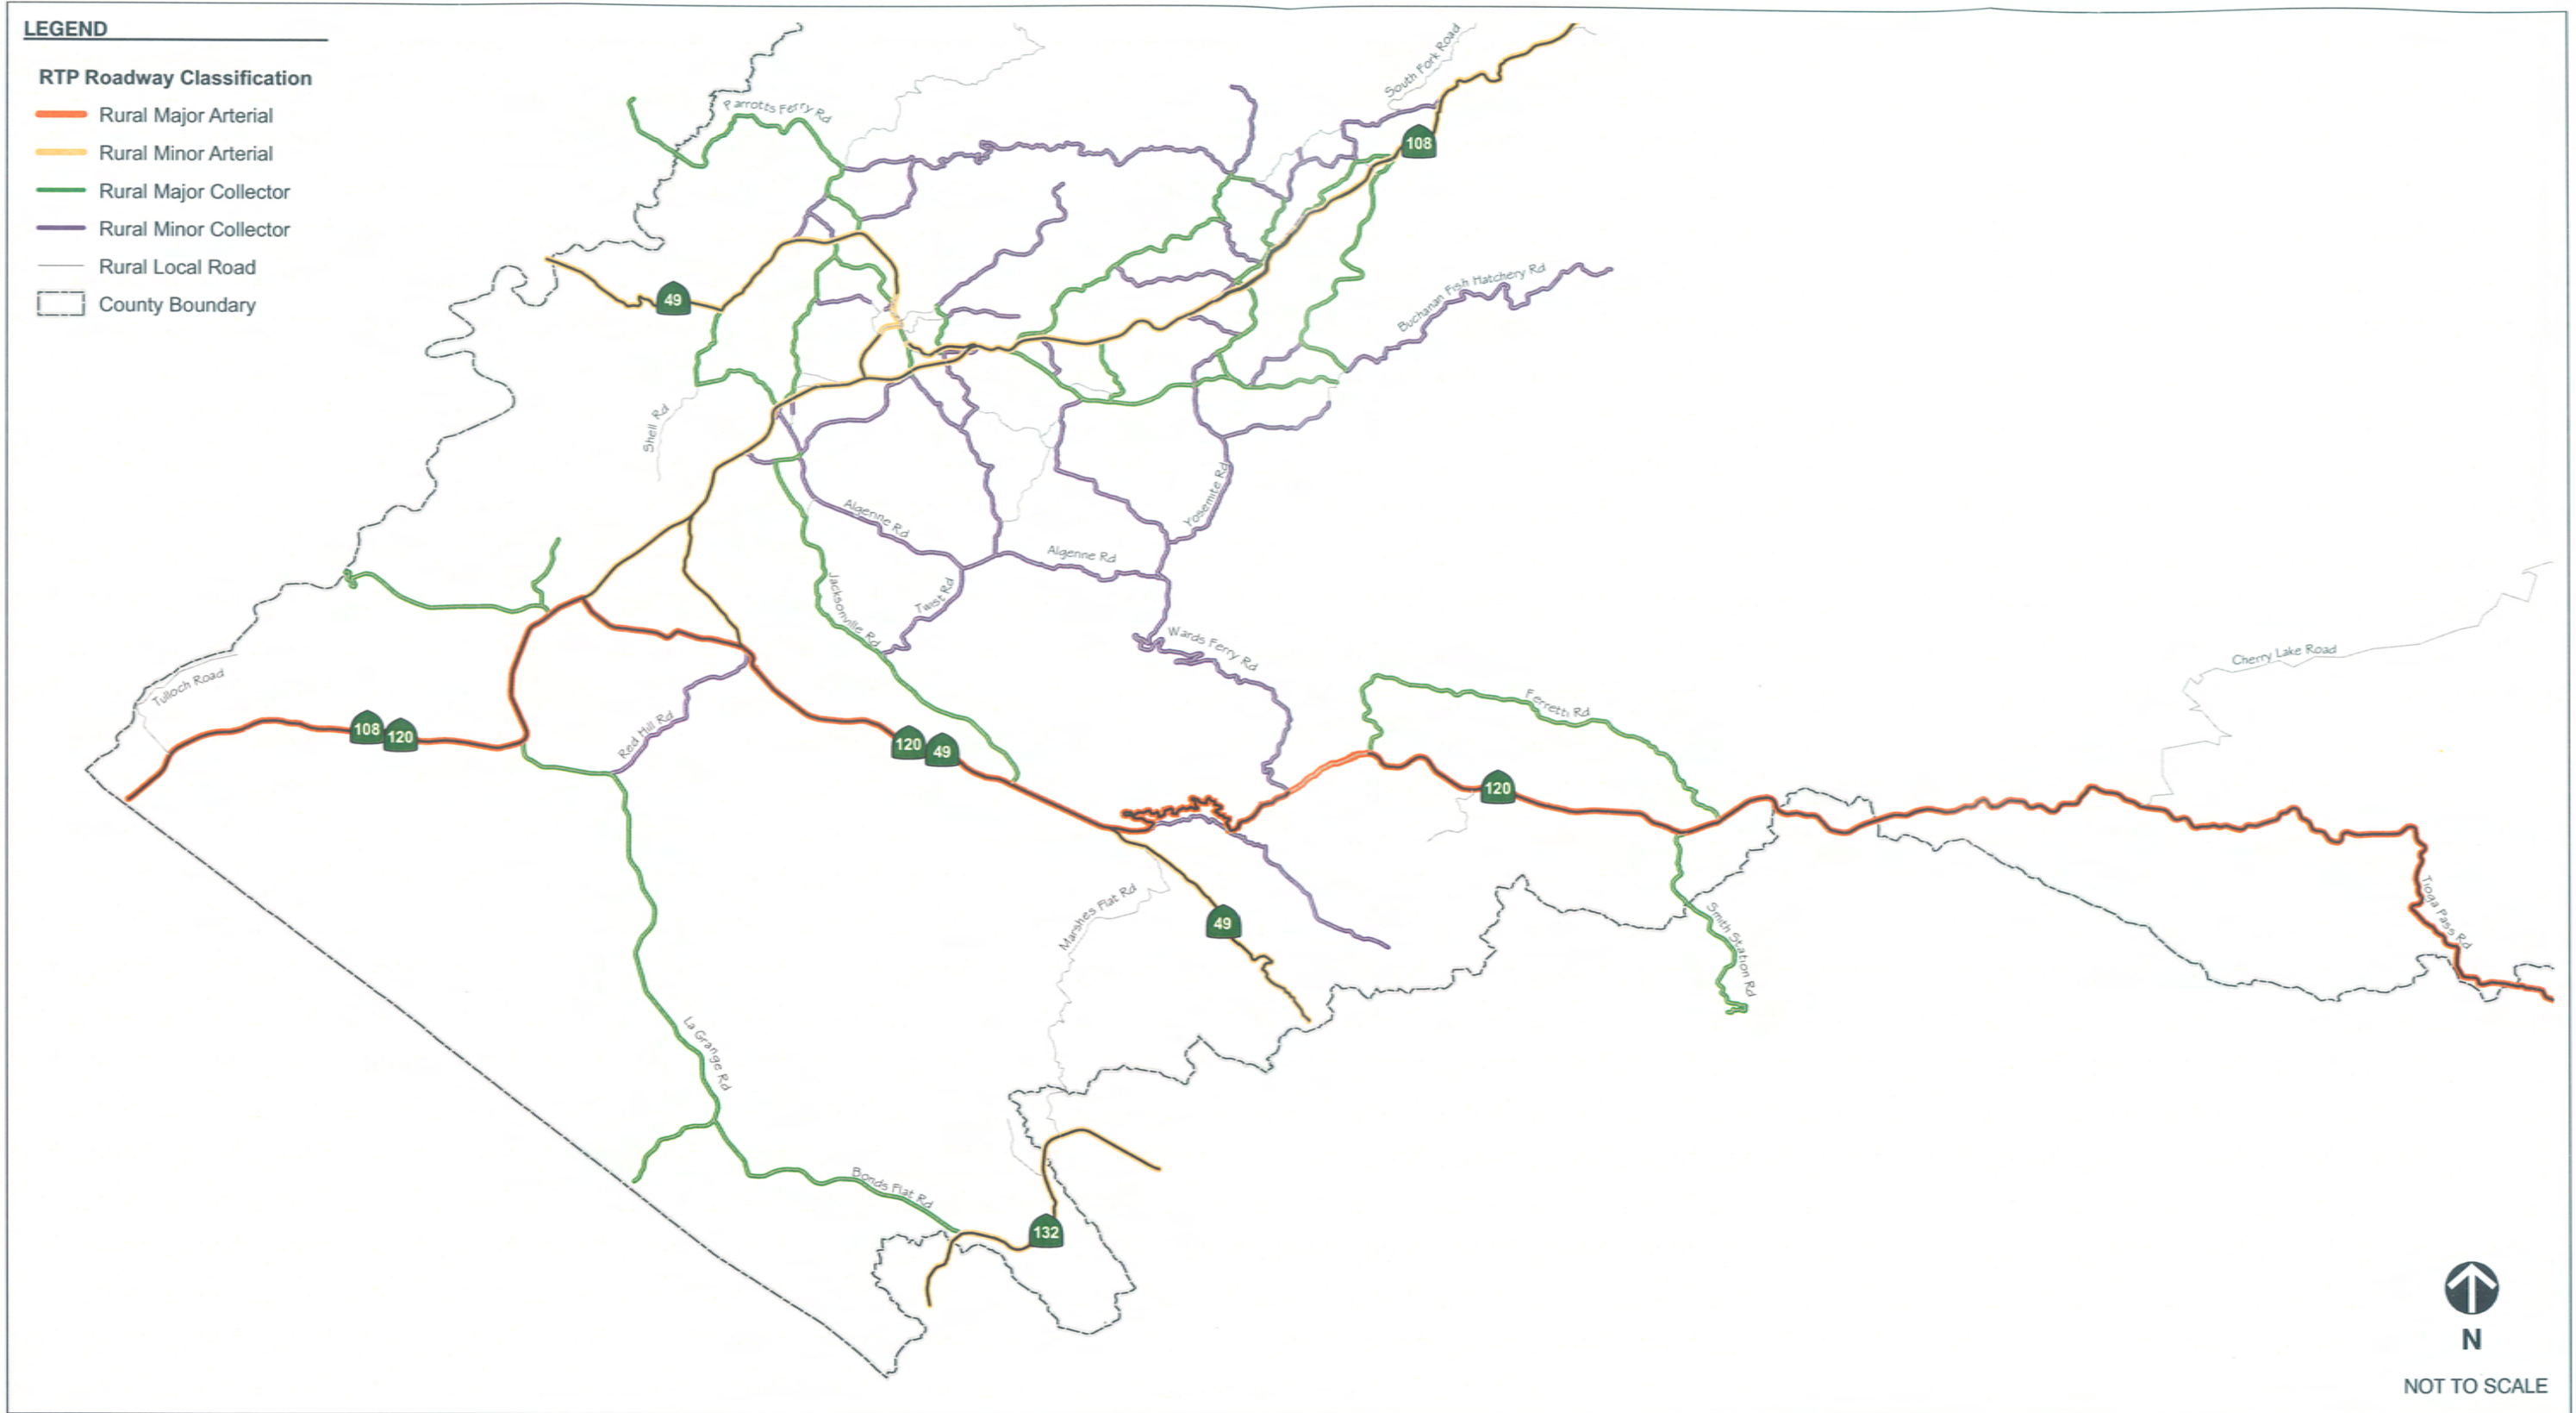 LEGEND
RTP Roadway Classification
Rural Major Arterial
Rural Minor Arterial
Rural Major Collector
Rural Minor Collector
Rural Local Road
County Boundary
South Fork Road
Parrotts Ferry Rd
108
49
Buchanan Fish Hatchery Rd
Shell Rd
Yosemite Rd
Algerine Rd
Algerine Rd
Jacksonville Rd
Twist Rd
Wards Ferry Rd
Cherry Lake Road
Tulloch Road
Ferretti Rd
Red Hill Rd
108
120
120
49
120
Marshes Flat Rd
49
Tioga Pass Rd
Smith Station Rd
La Grange Rd
Bonds Flat Rd
132
N
NOT TO SCALE